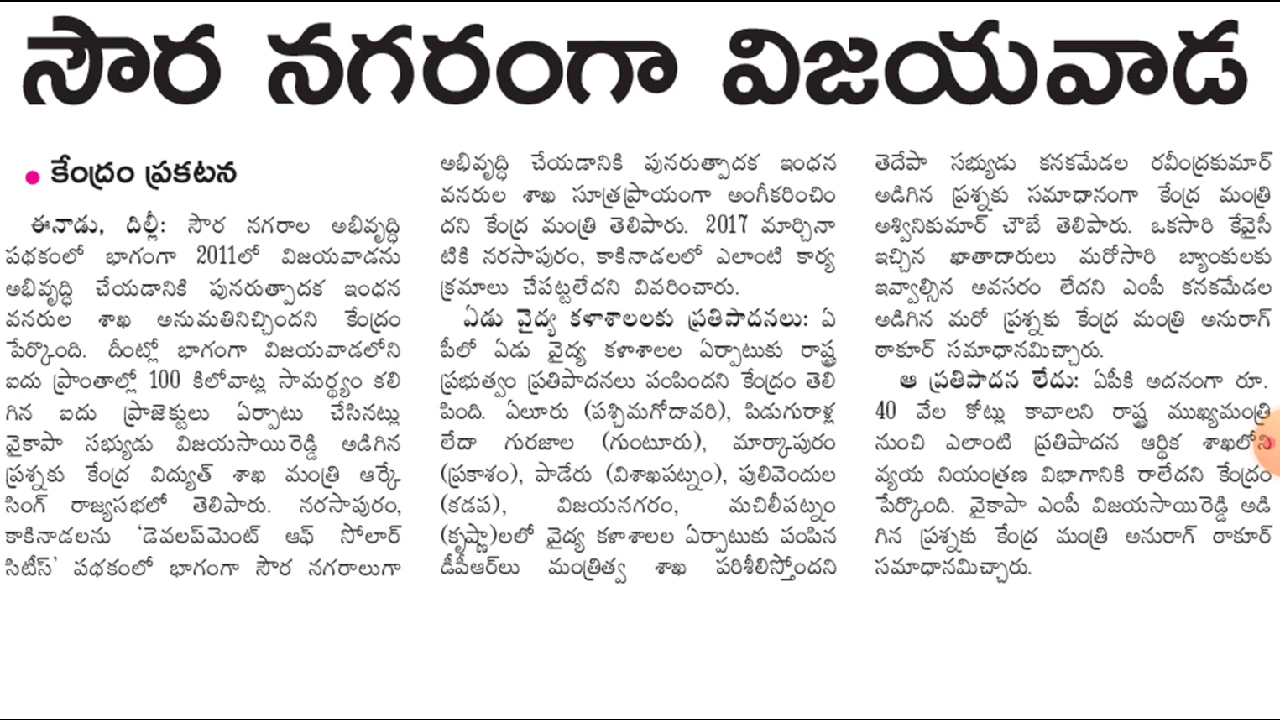 సౌర నగరంగా విజయవాడ
• కేంద్రం ప్రకటన
ఈనాడు, దిల్లీ: సౌర నగరాల అభివృద్ధి
పథకంలో భాగంగా 2011లో విజయవాడను
అభివృద్ధి చేయడానికి పునరుత్పాదక ఇంధన
వనరుల శాఖ అనుమతినిచ్చిందని కేంద్రం
పేర్కొంది. దీంట్లో భాగంగా విజయవాడలోని
ఐదు ప్రాంతాల్లో 100 కిలోవాట్ల సామర్థ్యం కలి
గిన ఐదు ప్రాజెక్టులు ఏర్పాటు చేసినట్లు
వైకాపా సభ్యుడు విజయసాయిరెడ్డి అడిగిన
ప్రశ్నకు కేంద్ర విద్యుత్ శాఖ మంత్రి ఆర్కే
సింగ్ రాజ్యసభలో తెలిపారు. నరసాపురం,
కాకినాడలను ‘డెవలప్‌మెంట్ ఆఫ్ సోలార్
సిటీస్’ పథకంలో భాగంగా సౌర నగరాలుగా
అభివృద్ధి చేయడానికి పునరుత్పాదక ఇంధన
వనరుల శాఖ సూత్రప్రాయంగా అంగీకరించిం
దని కేంద్ర మంత్రి తెలిపారు. 2017 మార్చినా
టికి నరసాపురం, కాకినాడలలో ఎలాంటి కార్య
క్రమాలు చేపట్టలేదని వివరించారు.
ఏడు వైద్య కళాశాలలకు ప్రతిపాదనలు: ఏ
పీలో ఏడు వైద్య కళాశాలల ఏర్పాటుకు రాష్ట్ర
ప్రభుత్వం ప్రతిపాదనలు పంపిందని కేంద్రం తెలి
పింది. ఏలూరు (పశ్చిమగోదావరి), పిడుగురాళ్ల
లేదా గురజాల (గుంటూరు), మార్కాపురం
(ప్రకాశం), పాడేరు (విశాఖపట్నం), పులివెందుల
(కడప), విజయనగరం, మచిలీపట్నం
(కృష్ణా)లలో వైద్య కళాశాలల ఏర్పాటుకు పంపిన
డీపీఆర్‌లు మంత్రిత్వ శాఖ పరిశీలిస్తోందని
తెదేపా సభ్యుడు కనకమేడల రవీంద్రకుమార్
అడిగిన ప్రశ్నకు సమాధానంగా కేంద్ర మంత్రి
అశ్వినికుమార్ చౌబే తెలిపారు. ఒకసారి కేవైసీ
ఇచ్చిన ఖాతాదారులు మరోసారి బ్యాంకులకు
ఇవ్వాల్సిన అవసరం లేదని ఎంపీ కనకమేడల
అడిగిన మరో ప్రశ్నకు కేంద్ర మంత్రి అనురాగ్
ఠాకూర్ సమాధానమిచ్చారు.
ఆ ప్రతిపాదన లేదు: ఏపీకి అదనంగా రూ.
40 వేల కోట్లు కావాలని రాష్ట్ర ముఖ్యమంత్రి
నుంచి ఎలాంటి ప్రతిపాదన ఆర్థిక శాఖలోని
వ్యయ నియంత్రణ విభాగానికి రాలేదని కేంద్రం
పేర్కొంది. వైకాపా ఎంపీ విజయసాయిరెడ్డి అడి
గిన ప్రశ్నకు కేంద్ర మంత్రి అనురాగ్ ఠాకూర్
సమాధానమిచ్చారు.